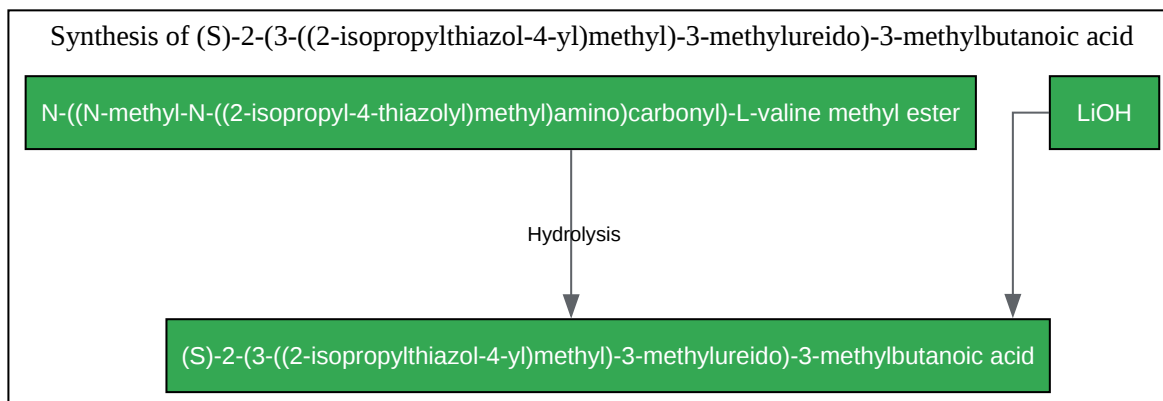 Synthesis of (S)-2-(3-((2-isopropylthiazol-4-yl)methyl)-3-methylureido)-3-methylbutanoic acid
N-((N-methyl-N-((2-isopropyl-4-thiazolyl)methyl)amino)carbonyl)-L-valine methyl ester
LiOH
Hydrolysis
(S)-2-(3-((2-isopropylthiazol-4-yl)methyl)-3-methylureido)-3-methylbutanoic acid